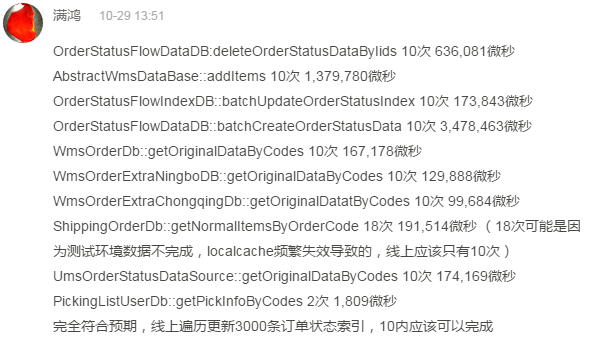 满鸿 10-29 13:51
OrderStatusFlowDataDB:deleteOrderStatusDataByIids 10次 636,081微秒
AbstractWmsDataBase::addItems 10次 1,379,780微秒
OrderStatusFlowIndexDB::batchUpdateOrderStatusIndex 10次 173,843微秒
OrderStatusFlowDataDB::batchCreateOrderStatusData 10次 3,478,463微秒
WmsOrderDb::getOriginalDataByCodes 10次 167,178微秒
WmsOrderExtraNingboDB::getOriginalDataByCodes 10次 129,888微秒
WmsOrderExtraChongqingDb::getOriginalDatatByCodes 10次 99,684微秒
ShippingOrderDb::getNormalItemsByOrderCode 18次 191,514微秒 （ 18次可能是因
为测试环境数据不完成，localcache频繁失效导致的，线上应该只有10次 ）
UmsOrderStatusDataSource::getOriginalDataByCodes 10次 174,169微秒
PickingListUserDb::getPickInfoByCodes 2次 1,809微秒
完全符合预期，线上遍历更新3000条订单状态索引，10内应该可以完成